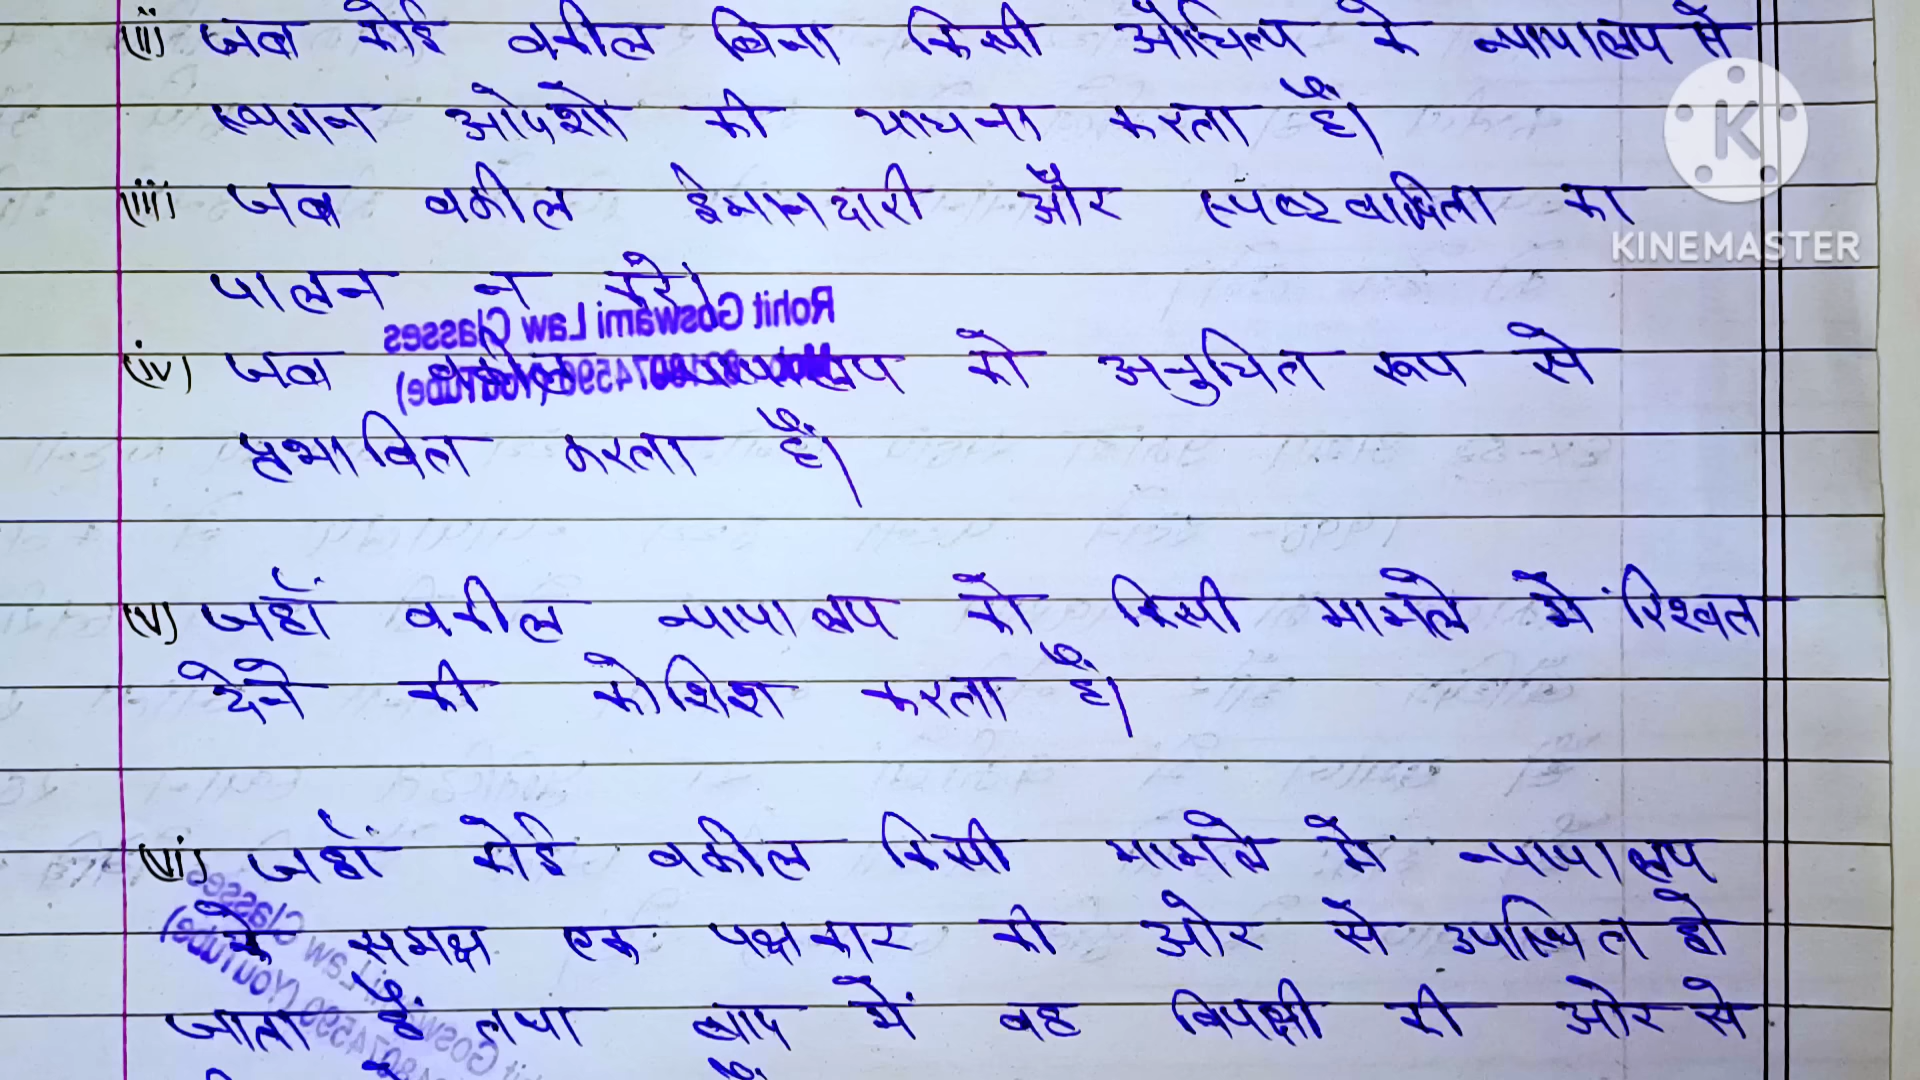 (ii) जब कोई वकील बिना किसी औचित्य के न्यायालय से
स्थगन आदेशों की याचना करता है।
(iii) जब वकील ईमानदारी और स्पष्टवादिता का
पालन न करे।
Rohit Goswami Law Classes
(iv) जब वकील न्यायालय को अनुचित रूप से
(YouTube)
प्रभावित करता है।
(v) जहाँ वकील न्यायालय को किसी मामले में रिश्वत
देने की कोशिश करता है।
(vi) जहाँ कोई वकील किसी मामले में न्यायालय
के समक्ष एक पक्षकार की ओर से उपस्थित हो
जाता है तथा बाद में वह विपक्षी की ओर से
K
KINEMASTER